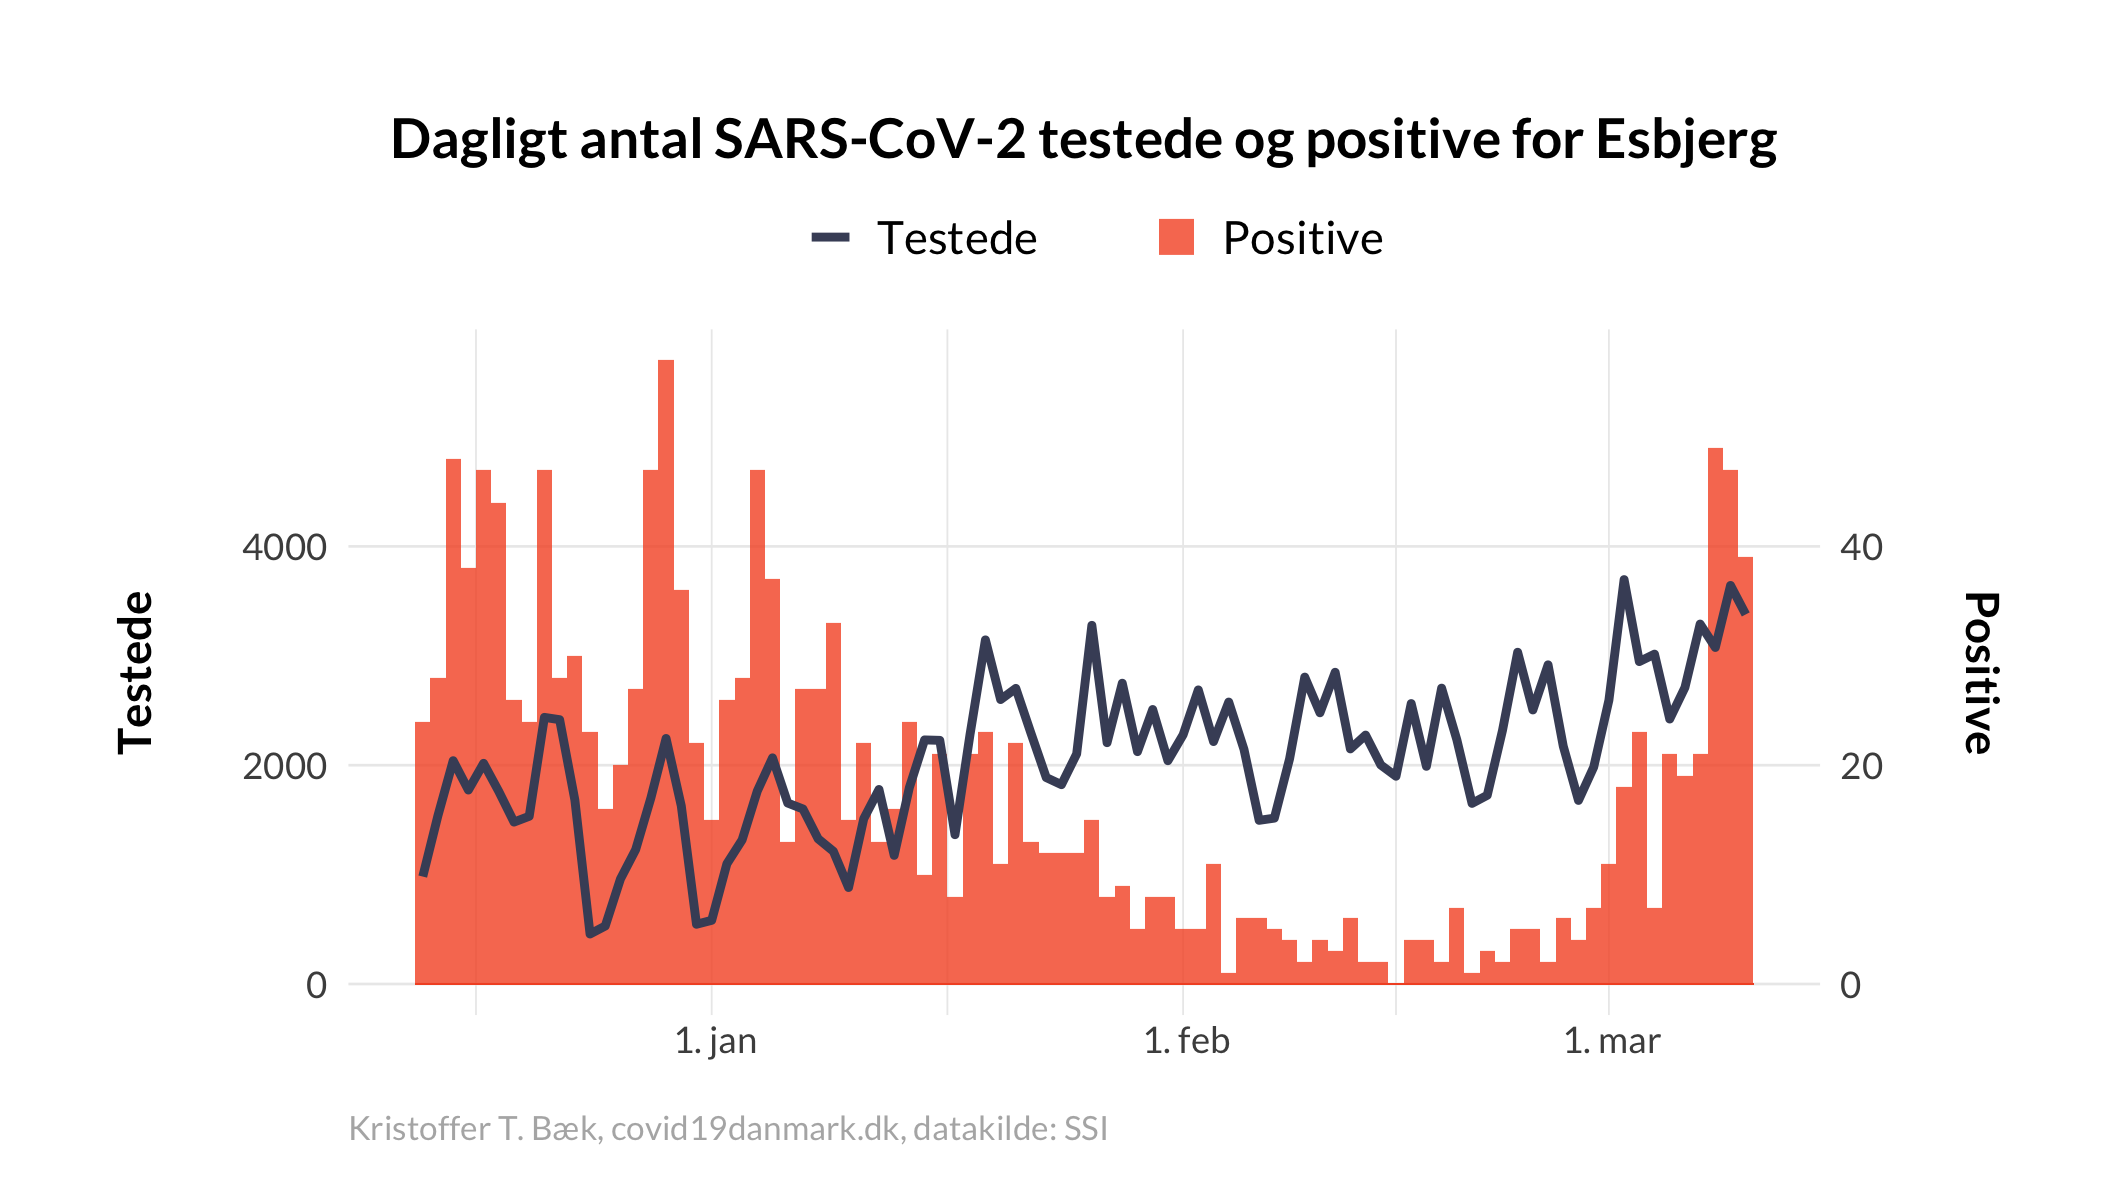 Dagligt antal SARS-CoV-2 testede og positive for Esbjerg
Testede
Positive
Testede
4000
2000
0
40
20
0
Positive
1. jan
1. feb
1. mar
Kristoffer T. Bæk, covid19danmark.dk, datakilde: SSI